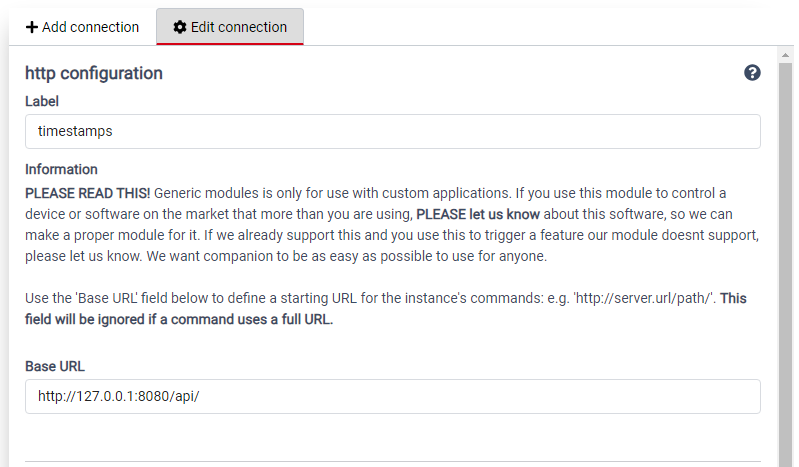 Add connection
Edit connection
http configuration
Label
timestamps
Information
PLEASE READ THIS! Generic modules is only for use with custom applications. If you use this module to control a
device or software on the market that more than you are using, PLEASE let us know about this software, so we can
make a proper module for it. If we already support this and you use this to trigger a feature our module doesnt support,
please let us know. We want companion to be as easy as possible to use for anyone.
Use the 'Base URL' field below to define a starting URL for the instance's commands: e.g. 'http://server.url/path/'. This
field will be ignored if a command uses a full URL.
Base URL
http://127.0.0.1:8080/api/